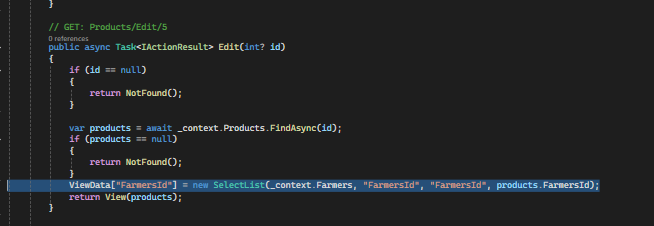 }
// GET: Products/Edit/5
0 references
public async Task<IActionResult> Edit(int? id)
{
if (id == null)
{
return NotFound();
}
var products = await _context.Products.FindAsync(id);
if (products == null)
{
return NotFound();
}
ViewData["FarmersId"] = new SelectList(_context.Farmers, "FarmersId", "FarmersId", products.FarmersId);
return View(products);
}